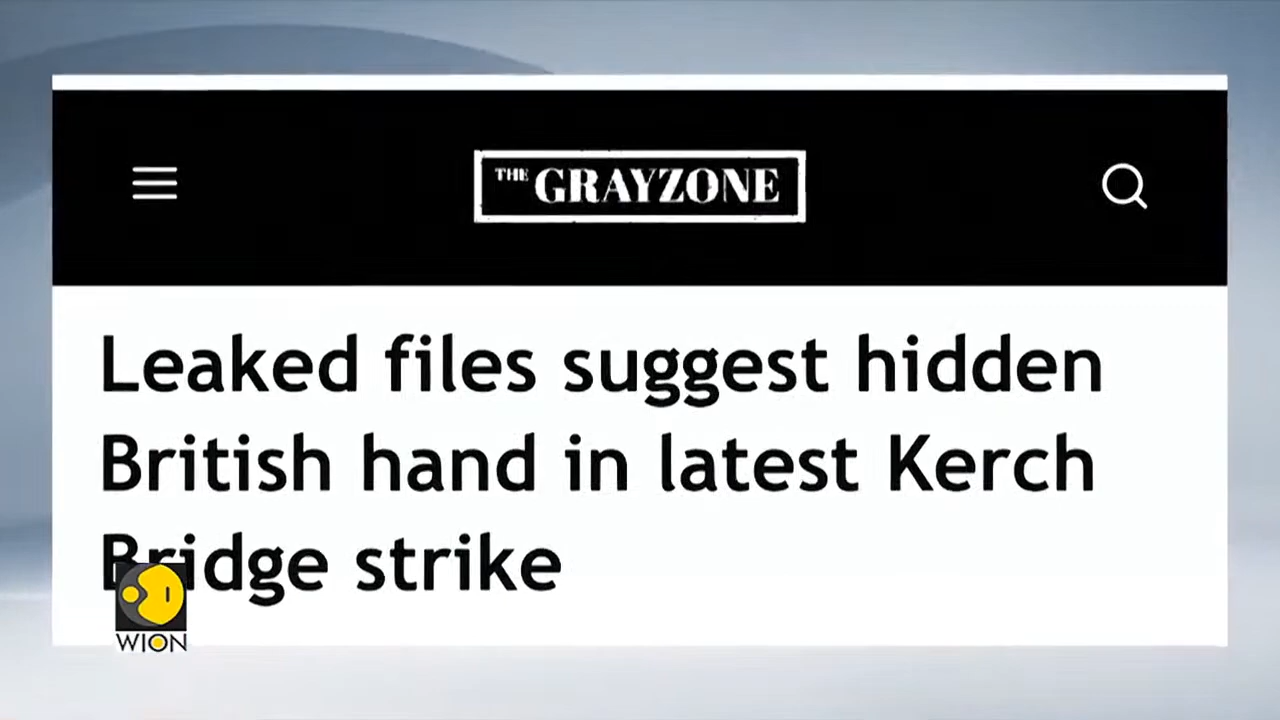 THE GRAYZONE
Leaked files suggest hidden
British hand in latest Kerch
Bridge strike
WION